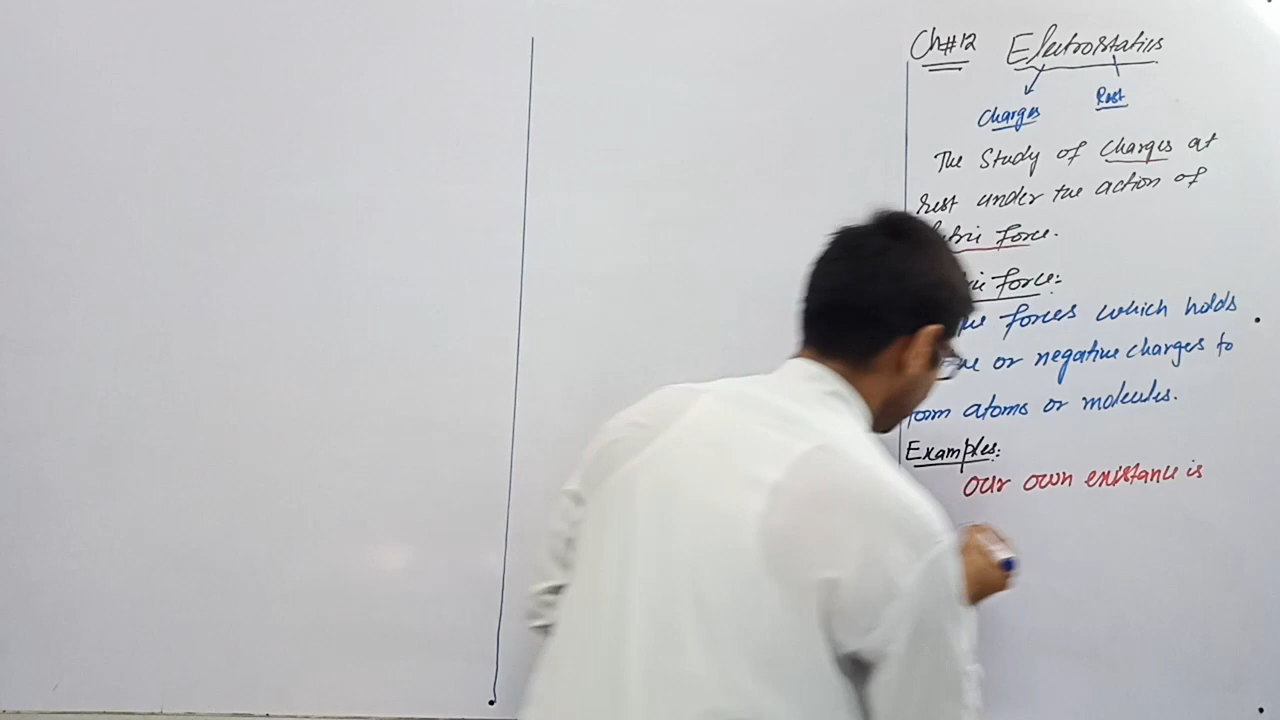 Ch#12 Electrostatics
Charges Rest
The Study of Charges at
Rest under the action of
Force.
Force:
forces which holds
or negative charges to
form atoms or molecules.
Examples:
Our own existance is